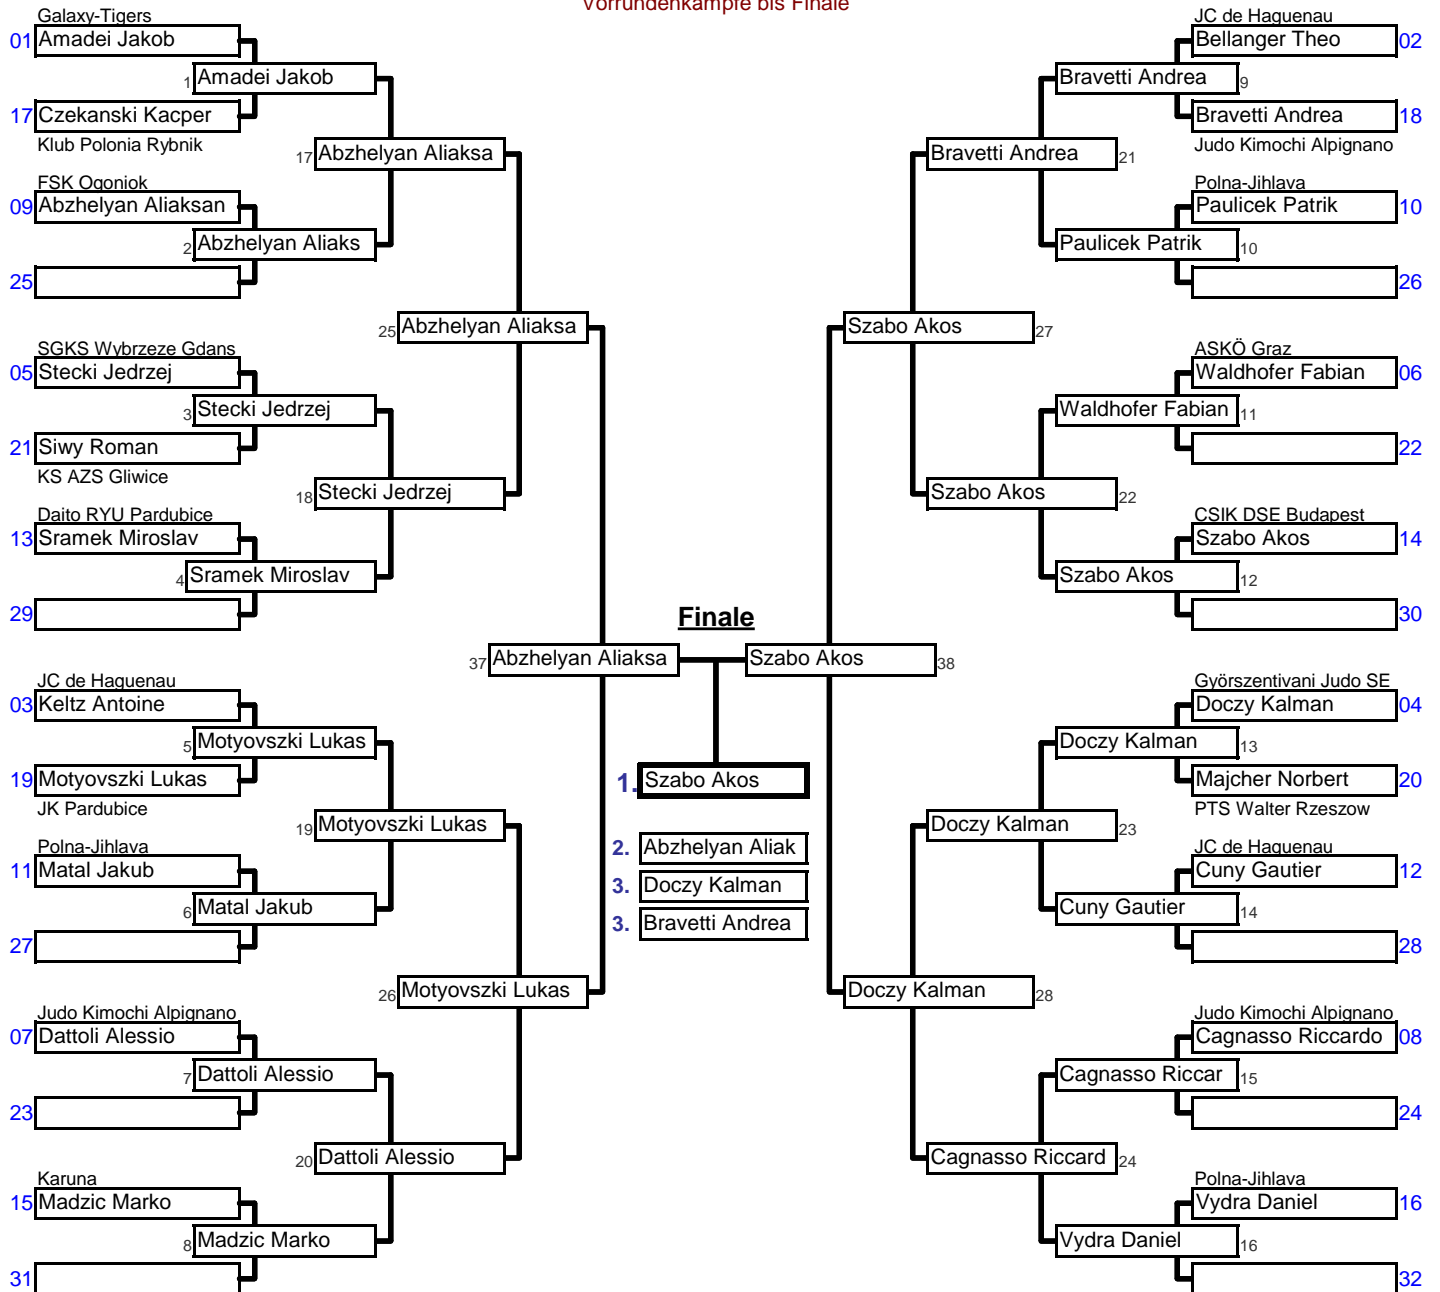 Vorrundenkämpfe bis Finale
Galaxy-Tigers
01 Amadei Jakob
1 Amadei Jakob
17 Czekanski Kacper
Klub Polonia Rybnik
17 Abzhelyan Aliaksa
FSK Ogoniok
09 Abzhelyan Aliaksan
2 Abzhelyan Aliaks
25
25 Abzhelyan Aliaksa
SGKS Wybrzeze Gdans
05 Stecki Jedrzej
3 Stecki Jedrzej
21 Siwy Roman
KS AZS Gliwice
18 Stecki Jedrzej
Daito RYU Pardubice
13 Sramek Miroslav
4 Sramek Miroslav
29
37 Abzhelyan Aliaksa
JC de Haguenau
03 Keltz Antoine
5 Motyovszki Lukas
19 Motyovszki Lukas
JK Pardubice
19 Motyovszki Lukas
Polna-Jihlava
11 Matal Jakub
6 Matal Jakub
27
26 Motyovszki Lukas
Judo Kimochi Alpignano
07 Dattoli Alessio
7 Dattoli Alessio
23
20 Dattoli Alessio
Karuna
15 Madzic Marko
8 Madzic Marko
31
Finale
1. Szabo Akos
2. Abzhelyan Aliak
3. Doczy Kalman
3. Bravetti Andrea
JC de Haguenau
Bellanger Theo 02
Bravetti Andrea 9
Bravetti Andrea 18
Judo Kimochi Alpignano
Bravetti Andrea 21
Polna-Jihlava
Paulicek Patrik 10
Paulicek Patrik 10
26
Szabo Akos 27
ASKÖ Graz
Waldhofer Fabian 06
Waldhofer Fabian 11
22
Szabo Akos 22
CSIK DSE Budapest
Szabo Akos 14
Szabo Akos 12
30
Szabo Akos 38
Györszentivani Judo SE
Doczy Kalman 04
Doczy Kalman 13
Majcher Norbert 20
PTS Walter Rzeszow
Doczy Kalman 23
JC de Haguenau
Cuny Gautier 12
Cuny Gautier 14
28
Doczy Kalman 28
Judo Kimochi Alpignano
Cagnasso Riccardo 08
Cagnasso Riccar 15
24
Cagnasso Riccard 24
Polna-Jihlava
Vydra Daniel 16
Vydra Daniel 16
32